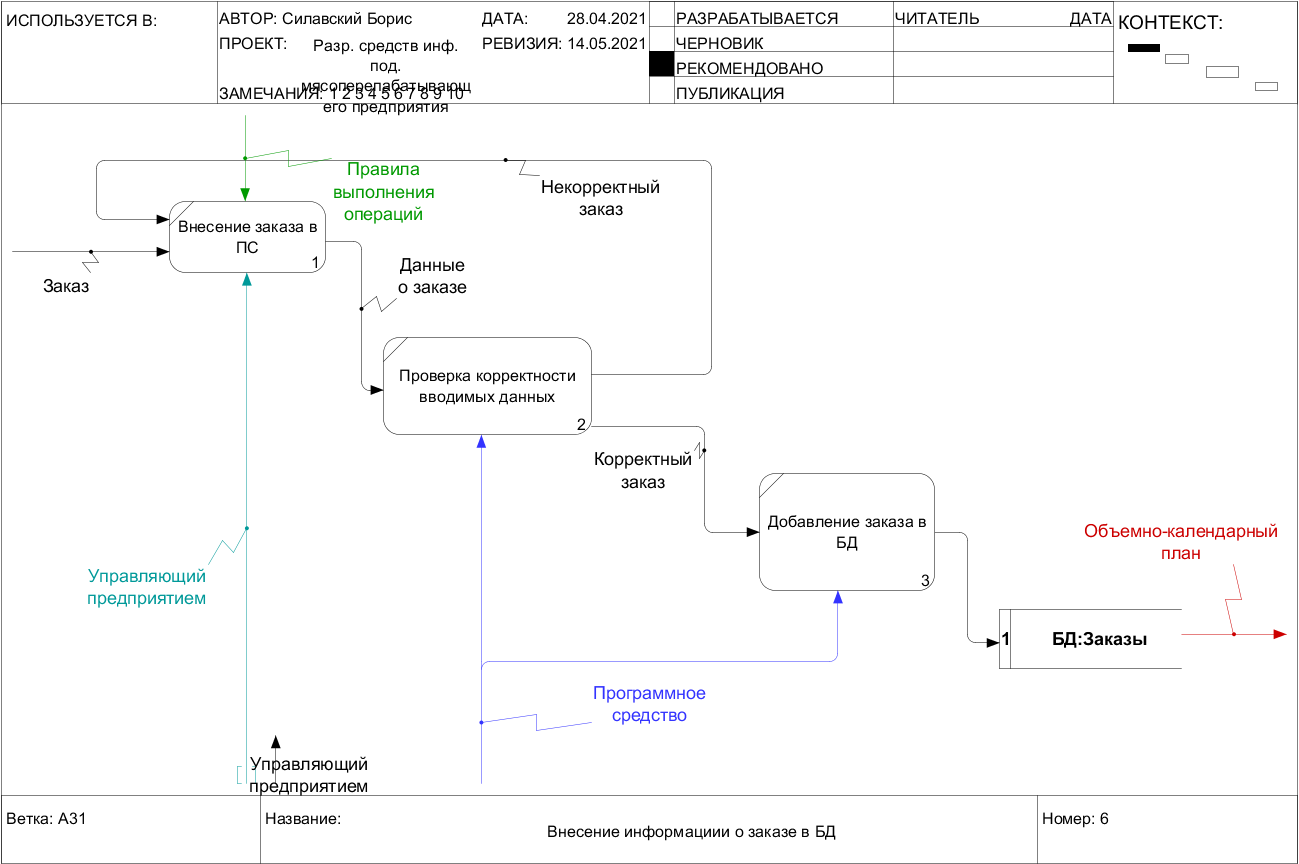 ИСПОЛЬЗУЕТСЯ В:
АВТОР: Силавский Борис
ДАТА: 28.04.2021
ПРОЕКТ: Разр. средств инф.
под.
мясоперелабатывающ
его предприятия
РЕВИЗИЯ: 14.05.2021
ЗАМЕЧАНИЯ: 1 2 3 4 5 6 7 8 9 10
РАЗРАБАТЫВАЕТСЯ
ЧЕРНОВИК
РЕКОМЕНДОВАНО
ПУБЛИКАЦИЯ
ЧИТАТЕЛЬ ДАТА
КОНТЕКСТ:
Правила
выполнения
операций
Некорректный
заказ
Внесение заказа в
ПС
1
Заказ
Данные
о заказе
Проверка корректности
вводимых данных
2
Корректный
заказ
Добавление заказа в
БД
3
Объемно-календарный
план
Управляющий
предприятием
1 БД:Заказы
Программное
средство
Управляющий
предприятием
Ветка: A31
Название:
Внесение информациии о заказе в БД
Номер: 6